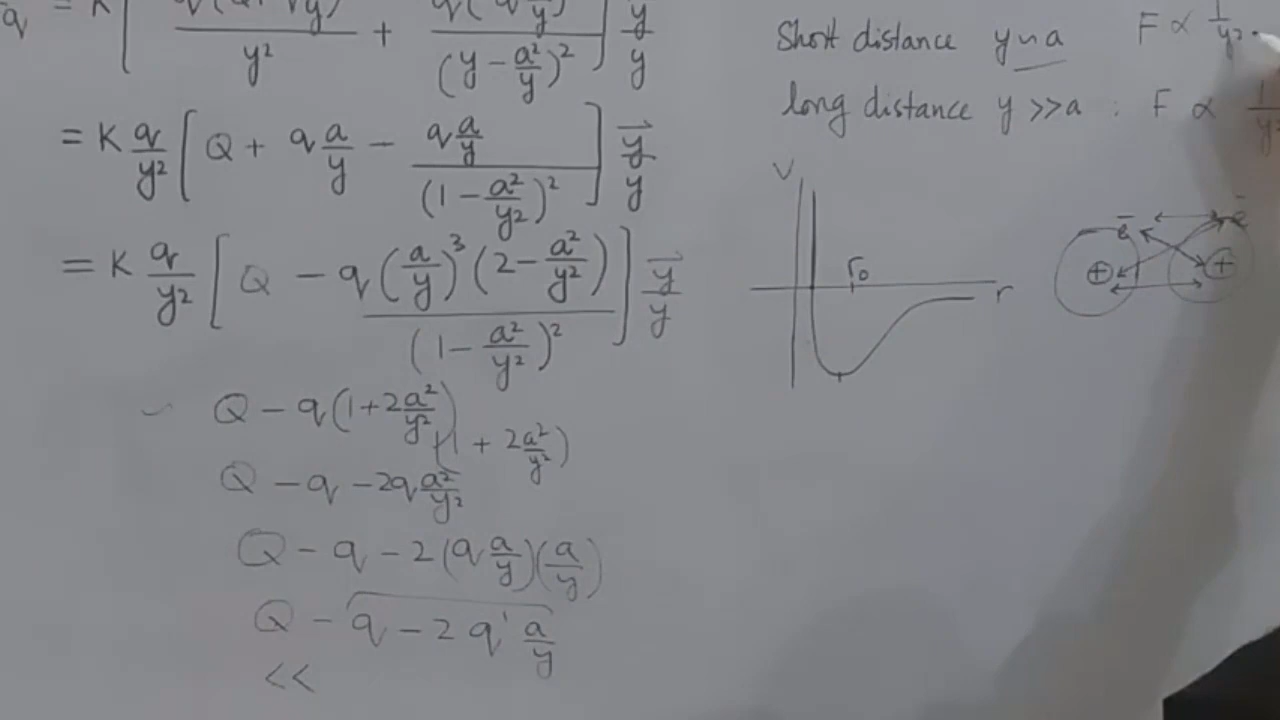 q = K [ q(Q + q a/y) / y² + q(q a/y) / (y - a²/y)² ] y⃗/y
= K q/y² [ Q + q a/y - q a/y / (1 - a²/y²)² ] y⃗/y
= K q/y² [ Q - q (a/y)³ (2 - a²/y²) / (1 - a²/y²)² ] y⃗/y
~ Q - q(1 + 2a²/y²)
(1 + 2a²/y²)
Q - q - 2q a²/y²
Q - q - 2(q a/y)(a/y)
Q - q - 2 q' a/y
<<
Short distance y ~ a F ∝ 1/y²
long distance y >> a : F ∝ 1/y
V
r₀
r
ē ē
+ +